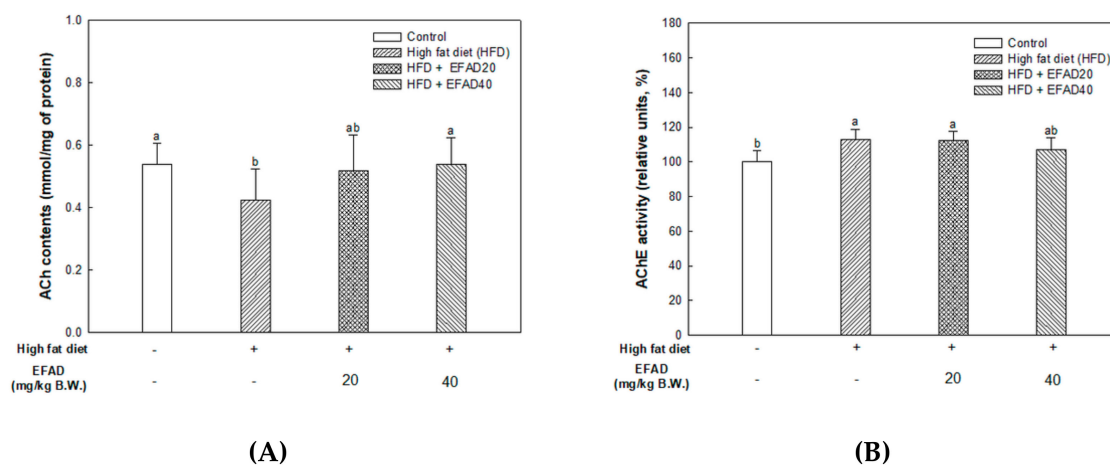 ACh contents (mmol/mg of protein)
1.0
0.8
0.6
0.4
0.2
0.0
Control
High fat diet (HFD)
HFD + EFAD20
HFD + EFAD40
a
b
ab
a
High fat diet - + + +
EFAD
(mg/kg B.W.) - - 20 40
(A)
AChE activity (relative units, %)
180
160
140
120
100
80
60
40
20
0
Control
High fat diet (HFD)
HFD + EFAD20
HFD + EFAD40
b
a
a
ab
High fat diet - + + +
EFAD
(mg/kg B.W.) - - 20 40
(B)